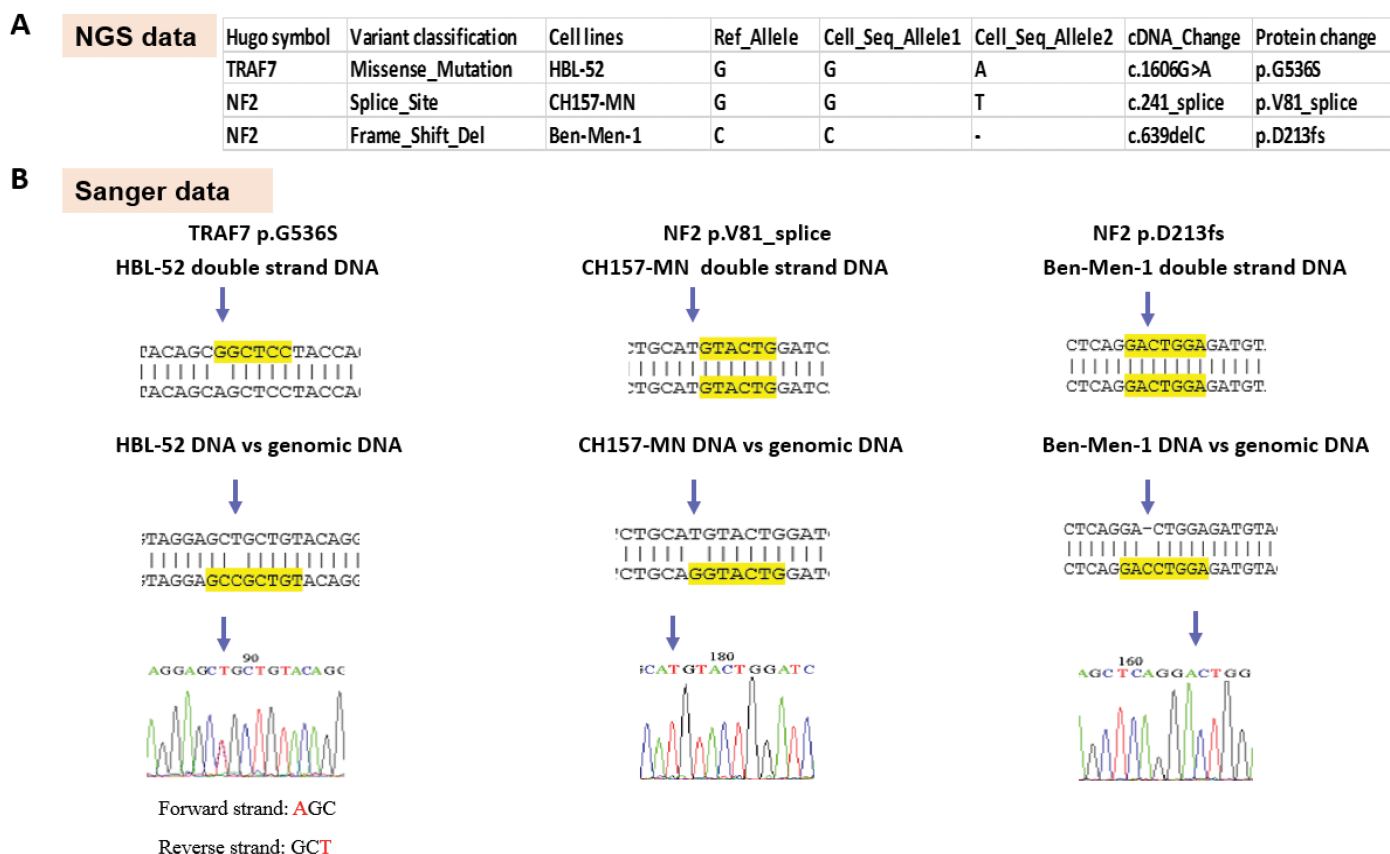 A
NGS data
Hugo symbol Variant classification Cell lines Ref_Allele Cell_Seq_Allele1 Cell_Seq_Allele2 cDNA_Change Protein change
TRAF7 Missense_Mutation HBL-52 G G A c.1606G>A p.G536S
NF2 Splice_Site CH157-MN G G T c.241_splice p.V81_splice
NF2 Frame_Shift_Del Ben-Men-1 C C - c.639delC p.D213fs
B
Sanger data
TRAF7 p.G536S NF2 p.V81_splice NF2 p.D213fs
HBL-52 double strand DNA CH157-MN double strand DNA Ben-Men-1 double strand DNA
TACAGCGGCTCCTACCA CTGCATGTACTGGATC CTCAGGACTGGAGATGT
TACAGCAGCTCCTACCA CTGCATGTACTGGATC CTCAGGACTGGAGATGT
HBL-52 DNA vs genomic DNA CH157-MN DNA vs genomic DNA Ben-Men-1 DNA vs genomic DNA
GTAGGAGCTGCTGTACAGG CTGCATGTACTGGAT CTCAGGA-CTGGAGATGTA
GTAGGAGCCGCTGTACAGG CTGCAGGTACTGGAT CTCAGGACCTGGAGATGTA
90 180 160
AGGAGCTGCTGTACAGG CATGTACTGGATC AGCTCAGGACTGG
Forward strand: AGC
Reverse strand: GCT